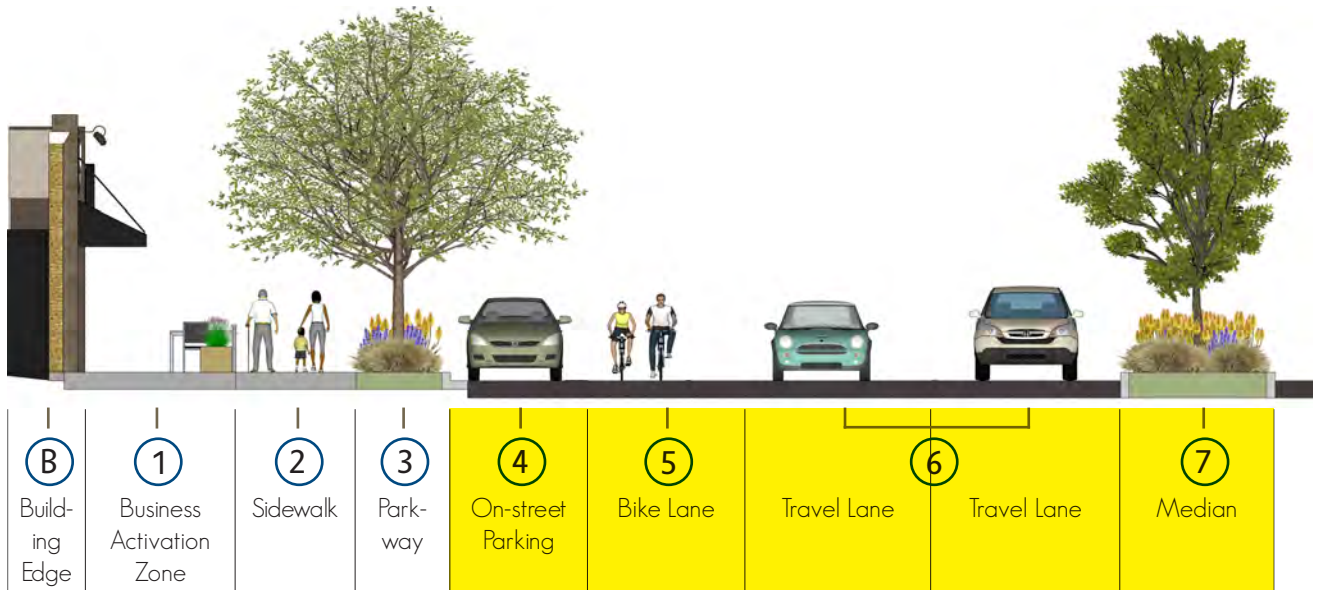 B
Build-
ing
Edge
1
Business
Activation
Zone
2
Sidewalk
3
Park-
way
4
On-street
Parking
5
Bike Lane
6
Travel Lane
Travel Lane
7
Median